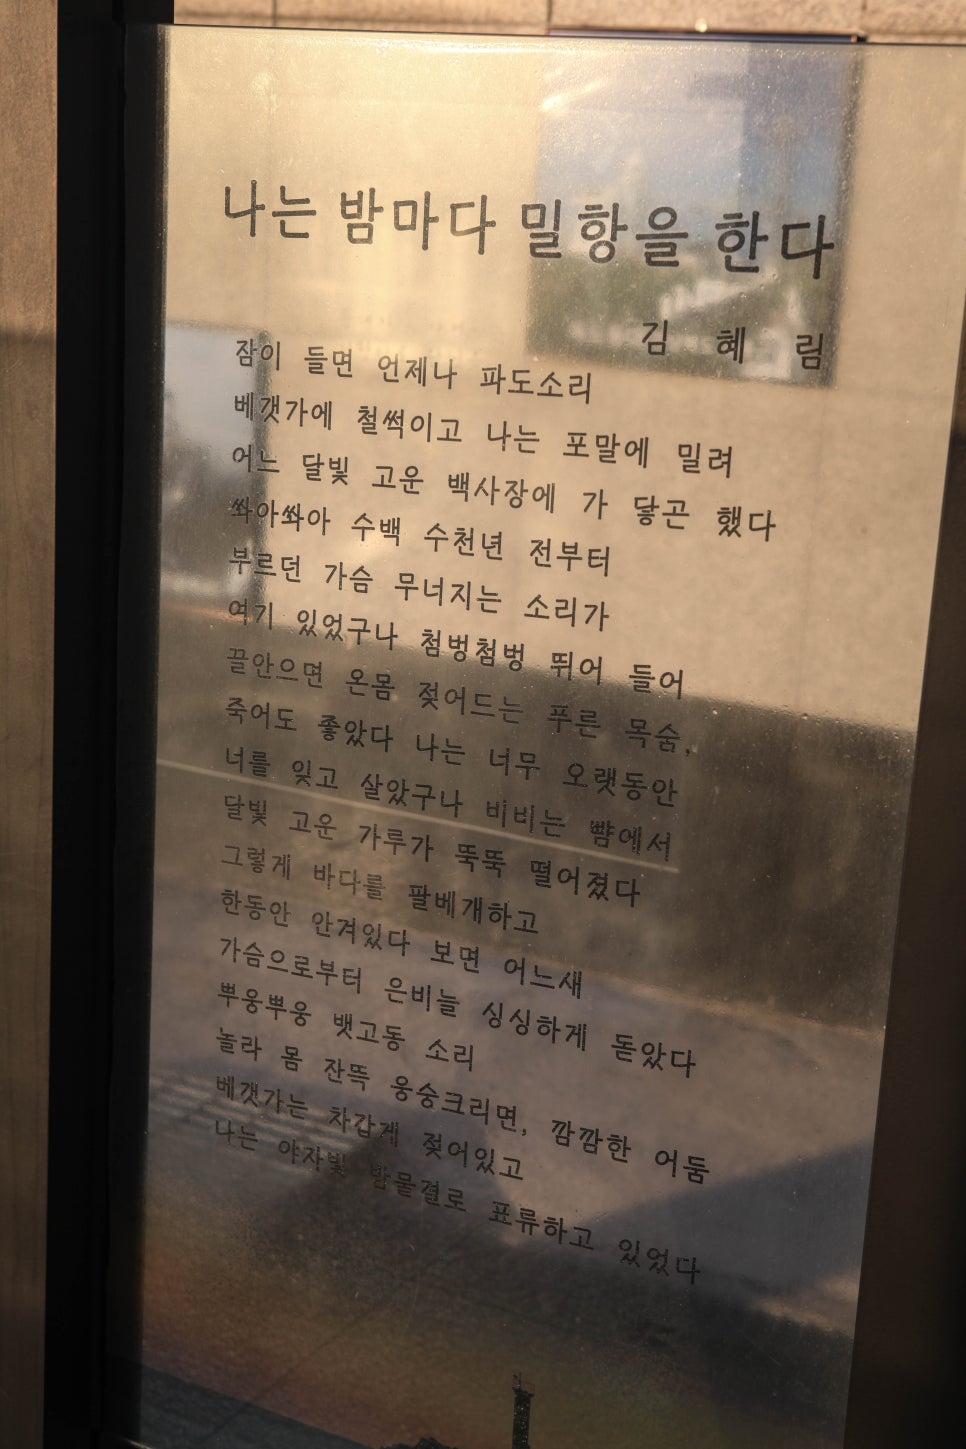 나는 밤마다 밀항을 한다
김 혜 림
잠이 들면 언제나 파도소리
베갯가에 철썩이고 나는 포말에 밀려
어느 달빛 고운 백사장에 가 닿곤 했다
쏴아쏴아 수백 수천년 전부터
부르던 가슴 무너지는 소리가
여기 있었구나 첨벙첨벙 뛰어 들어
끌안으면 온몸 젖어드는 푸른 목숨,
죽어도 좋았다 나는 너무 오랫동안
너를 잊고 살았구나 비비는 뺨에서
달빛 고운 가루가 뚝뚝 떨어졌다
그렇게 바다를 팔베개하고
한동안 안겨있다 보면 어느새
가슴으로부터 은비늘 싱싱하게 돋았다
뿌웅뿌웅 뱃고동 소리
놀라 몸 잔뜩 웅숭크리면, 깜깜한 어둠
베갯가는 차갑게 젖어있고
나는 야자빛 밤물결로 표류하고 있었다